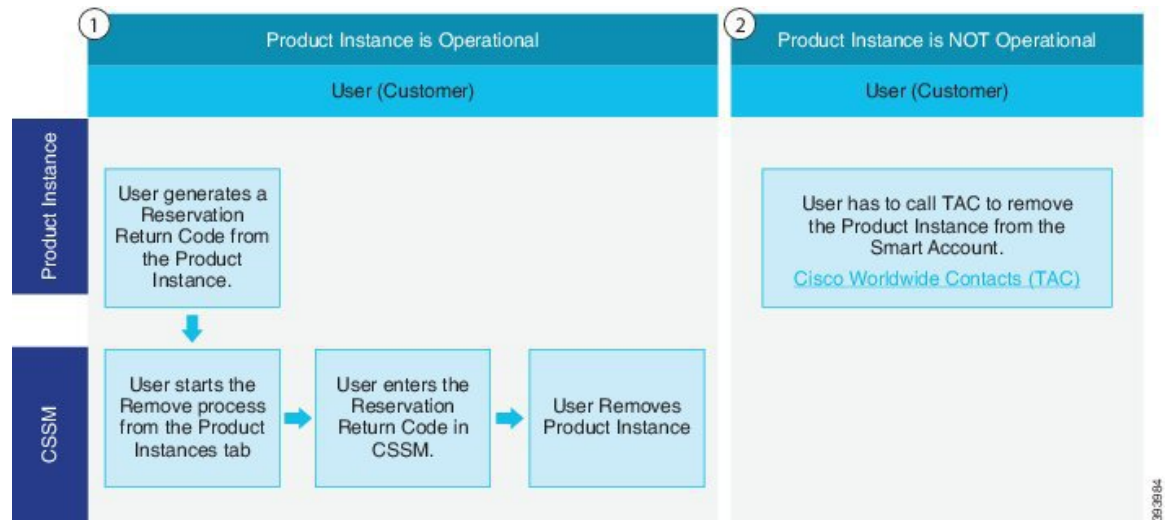 1
Product Instance is Operational
User (Customer)
2
Product Instance is NOT Operational
User (Customer)
Product Instance
User generates a
Reservation
Return Code from
the Product
Instance.
User has to call TAC to remove
the Product Instance from the
Smart Account.
Cisco Worldwide Contacts (TAC)
CSSM
User starts the
Remove process
from the Product
Instances tab
User enters the
Reservation
Return Code in
CSSM.
User Removes
Product Instance
393984